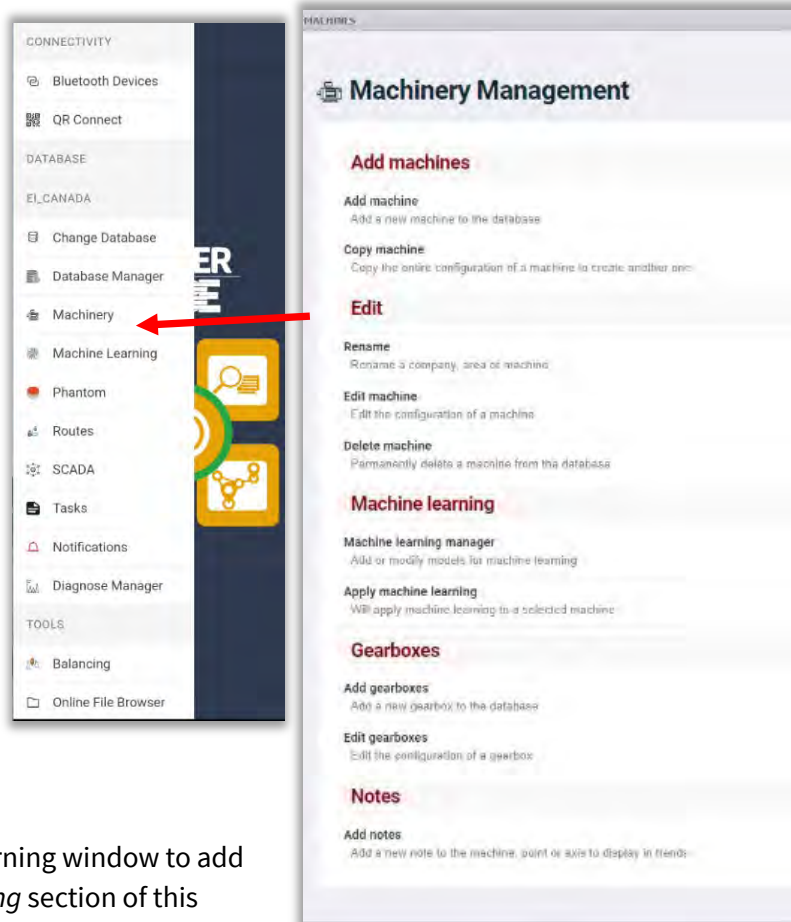 CONNECTIVITY
Bluetooth Devices
QR Connect
DATABASE
EI_CANADA
Change Database
Database Manager
Machinery
Machine Learning
Phantom
Routes
SCADA
Tasks
Notifications
Diagnose Manager
TOOLS
Balancing
Online File Browser
ER
MACHINES
Machinery Management
Add machines
Add machine
Add a new machine to the database
Copy machine
Copy the entire configuration of a machine to create another one
Edit
Rename
Rename a company, area or machine
Edit machine
Edit the configuration of a machine
Delete machine
Permanently delete a machine from the database
Machine learning
Machine learning manager
Add or modify models for machine learning
Apply machine learning
Will apply machine learning to a selected machine
Gearboxes
Add gearboxes
Add a new gearbox to the database
Edit gearboxes
Edit the configuration of a gearbox
Notes
Add notes
Add a new note to the machine, point or axis to display in trends
rning window to add
ng section of this